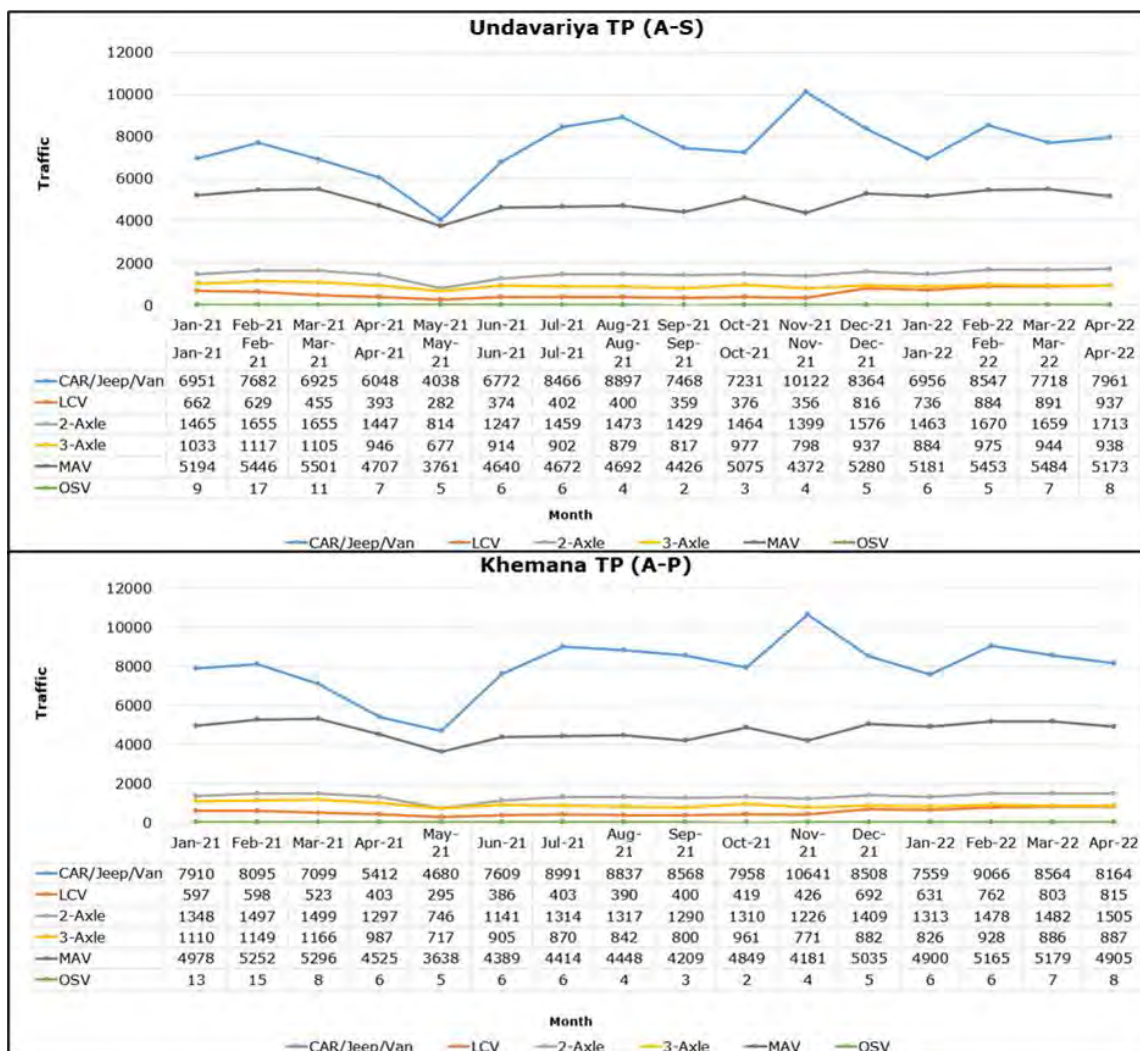 Undavariya TP (A-S)
12000
10000
8000
6000
4000
2000
0
Traffic
Jan-21 Feb-21 Mar-21 Apr-21 May-21 Jun-21 Jul-21 Aug-21 Sep-21 Oct-21 Nov-21 Dec-21 Jan-22 Feb-22 Mar-22 Apr-22
Jan-21 Feb-21 Mar-21 Apr-21 May-21 Jun-21 Jul-21 Aug-21 Sep-21 Oct-21 Nov-21 Dec-21 Jan-22 Feb-22 Mar-22 Apr-22
CAR/Jeep/Van 6951 7682 6925 6048 4038 6772 8466 8897 7468 7231 10122 8364 6956 8547 7718 7961
LCV 662 629 455 393 282 374 402 400 359 376 356 816 736 884 891 937
2-Axle 1465 1655 1655 1447 814 1247 1459 1473 1429 1464 1399 1576 1463 1670 1659 1713
3-Axle 1033 1117 1105 946 677 914 902 879 817 977 798 937 884 975 944 938
MAV 5194 5446 5501 4707 3761 4640 4672 4692 4426 5075 4372 5280 5181 5453 5484 5173
OSV 9 17 11 7 5 6 6 4 2 3 4 5 6 5 7 8
Month
CAR/Jeep/Van LCV 2-Axle 3-Axle MAV OSV
Khemana TP (A-P)
12000
10000
8000
6000
4000
2000
0
Traffic
Jan-21 Feb-21 Mar-21 Apr-21 May-21 Jun-21 Jul-21 Aug-21 Sep-21 Oct-21 Nov-21 Dec-21 Jan-22 Feb-22 Mar-22 Apr-22
CAR/Jeep/Van 7910 8095 7099 5412 4680 7609 8991 8837 8568 7958 10641 8508 7559 9066 8564 8164
LCV 597 598 523 403 295 386 403 390 400 419 426 692 631 762 803 815
2-Axle 1348 1497 1499 1297 746 1141 1314 1317 1290 1310 1226 1409 1313 1478 1482 1505
3-Axle 1110 1149 1166 987 717 905 870 842 800 961 771 882 826 928 886 887
MAV 4978 5252 5296 4525 3638 4389 4414 4448 4209 4849 4181 5035 4900 5165 5179 4905
OSV 13 15 8 6 5 6 6 4 3 2 4 5 6 6 7 8
Month
CAR/Jeep/Van LCV 2-Axle 3-Axle MAV OSV